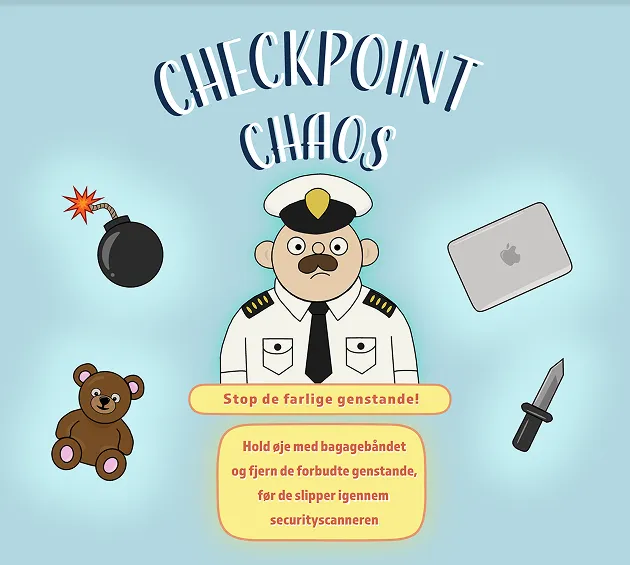 CHECKPOINT
CHAOS
Stop de farlige genstande!
Hold øje med bagagebåndet
og fjern de forbudte genstande,
før de slipper igennem
securityscanneren